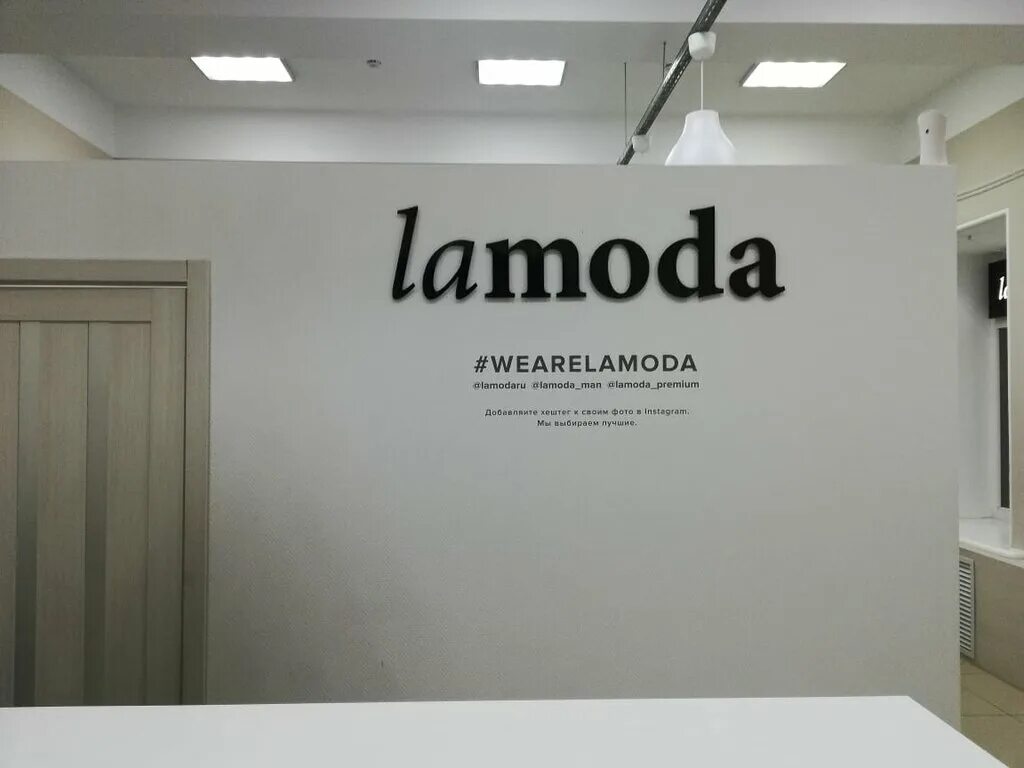 lamoda
#WEARELAMODA
@lamodaru @lamoda_man @lamoda_premium
Добавляйте хештег к своим фото в Instagram.
Мы выбираем лучшие.